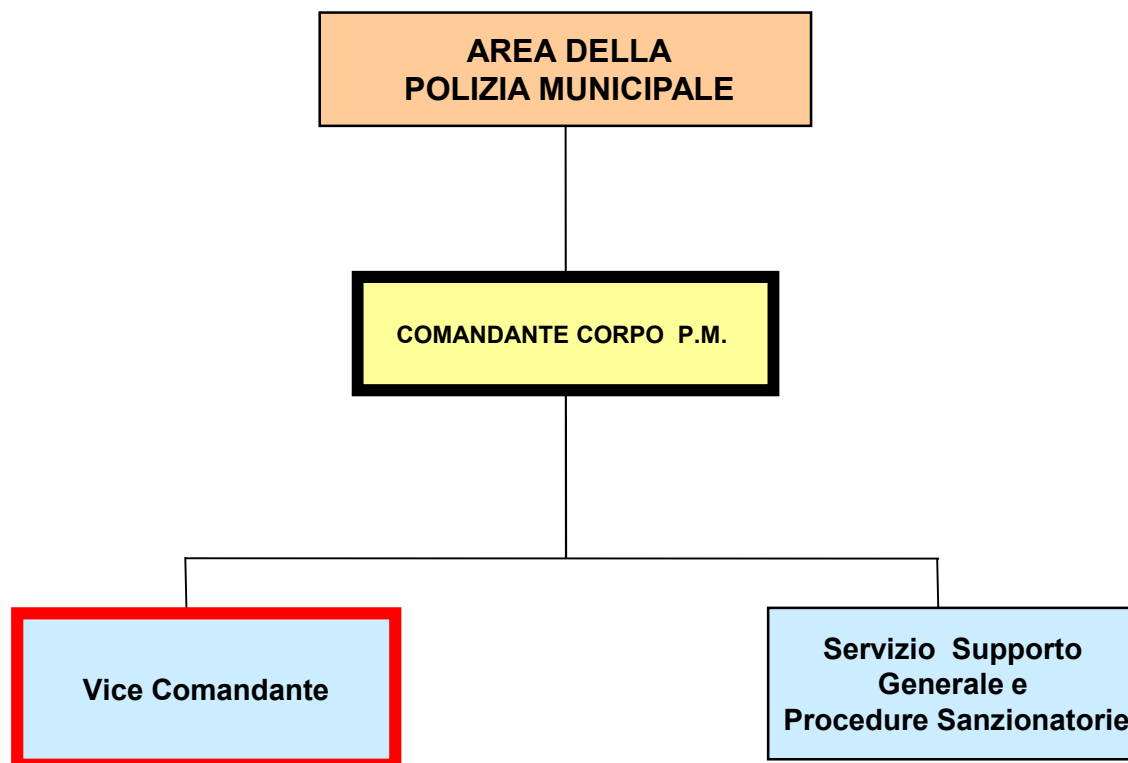 AREA DELLA
POLIZIA MUNICIPALE
COMANDANTE CORPO P.M.
Vice Comandante
Servizio Supporto
Generale e
Procedure Sanzionatorie